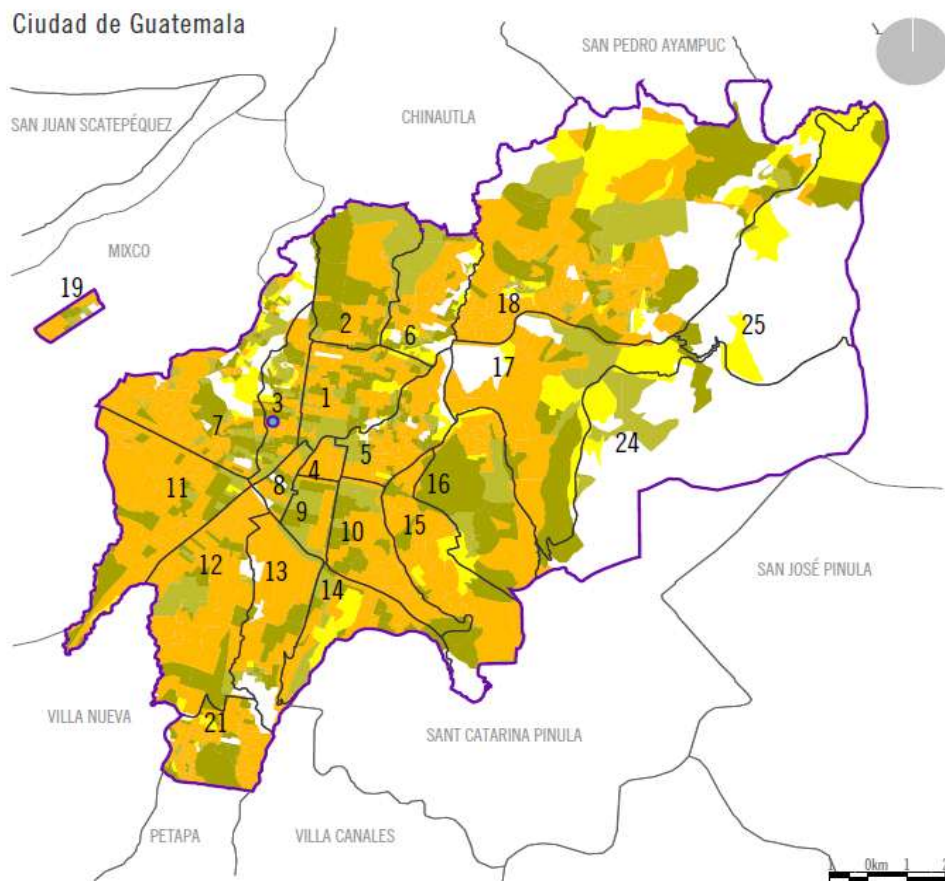 Ciudad de Guatemala
SAN PEDRO AYAMPUC
CHINAUTLA
SAN JUAN SCATEPÉQUEZ
MIXCO
19
18
25
2
6
17
1
3
7
5
24
4
16
8
11
9
10
15
12
13
14
SAN JOSÉ PINULA
VILLA NUEVA
21
SANT CATARINA PINULA
PETAPA
VILLA CANALES
1 0km 1 2